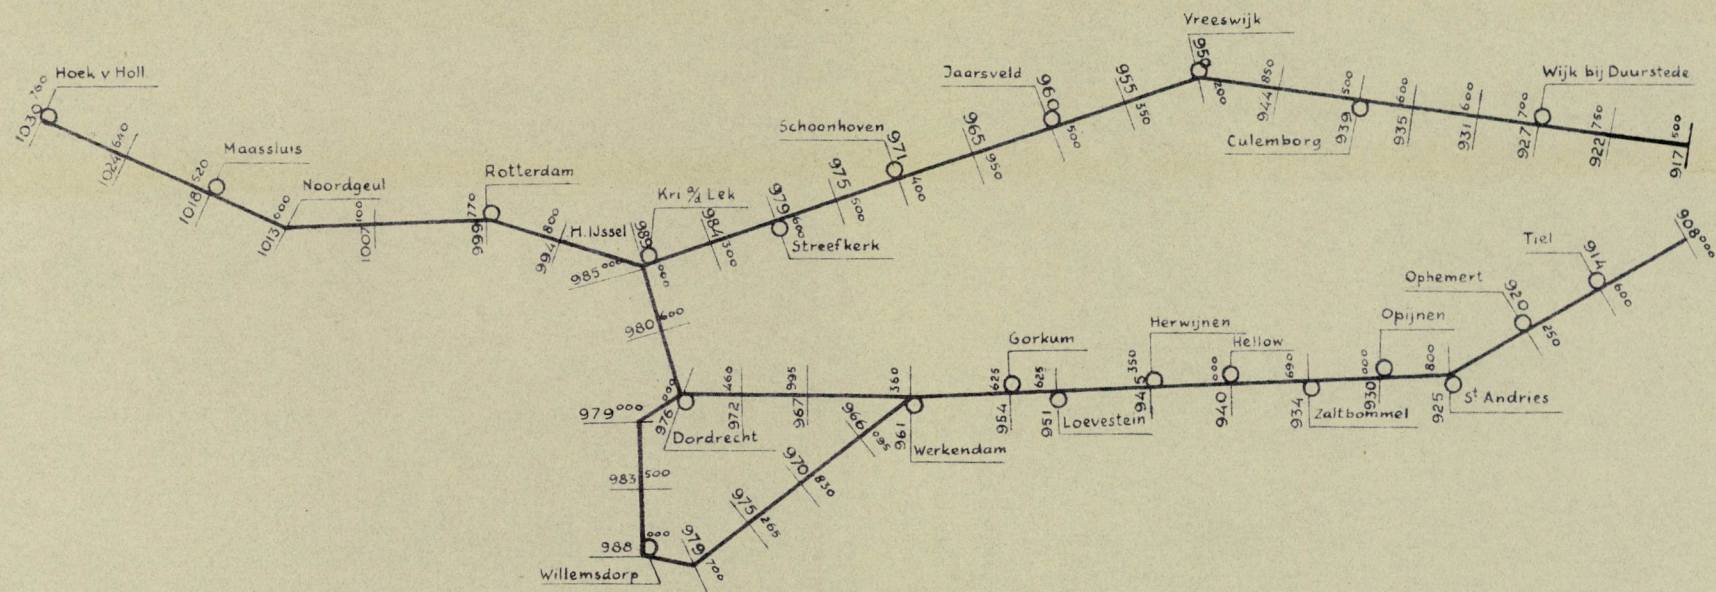 Hoek v Holl.
1030 760
1024 640
Maassluis
1018 520
Noordgeul
1013 000
1007 100
Rotterdam
999 770
994 800
H. IJssel
985 000
Kri a/d Lek
989 000
984 300
979 600
Streefkerk
975 500
Schoonhoven
971 400
965 950
Jaarsveld
960 500
955 350
Vreeswijk
950 200
944 850
Culemborg
939 500
935 600
931 600
Wijk bij Duurstede
927 700
922 750
917 500
980 600
976 000
Dordrecht
979 000
983 500
988 000
Willemsdorp
979 700
975 265
970 830
966 095
972 460
967 995
961 360
Werkendam
Gorkum
954 625
951 625
Loevestein
Herwijnen
945 350
Hellow
940 000
934 690
Zaltbommel
Opijnen
930 000
925 800
St Andries
Ophemert
920 250
Tiel
914 600
908 000